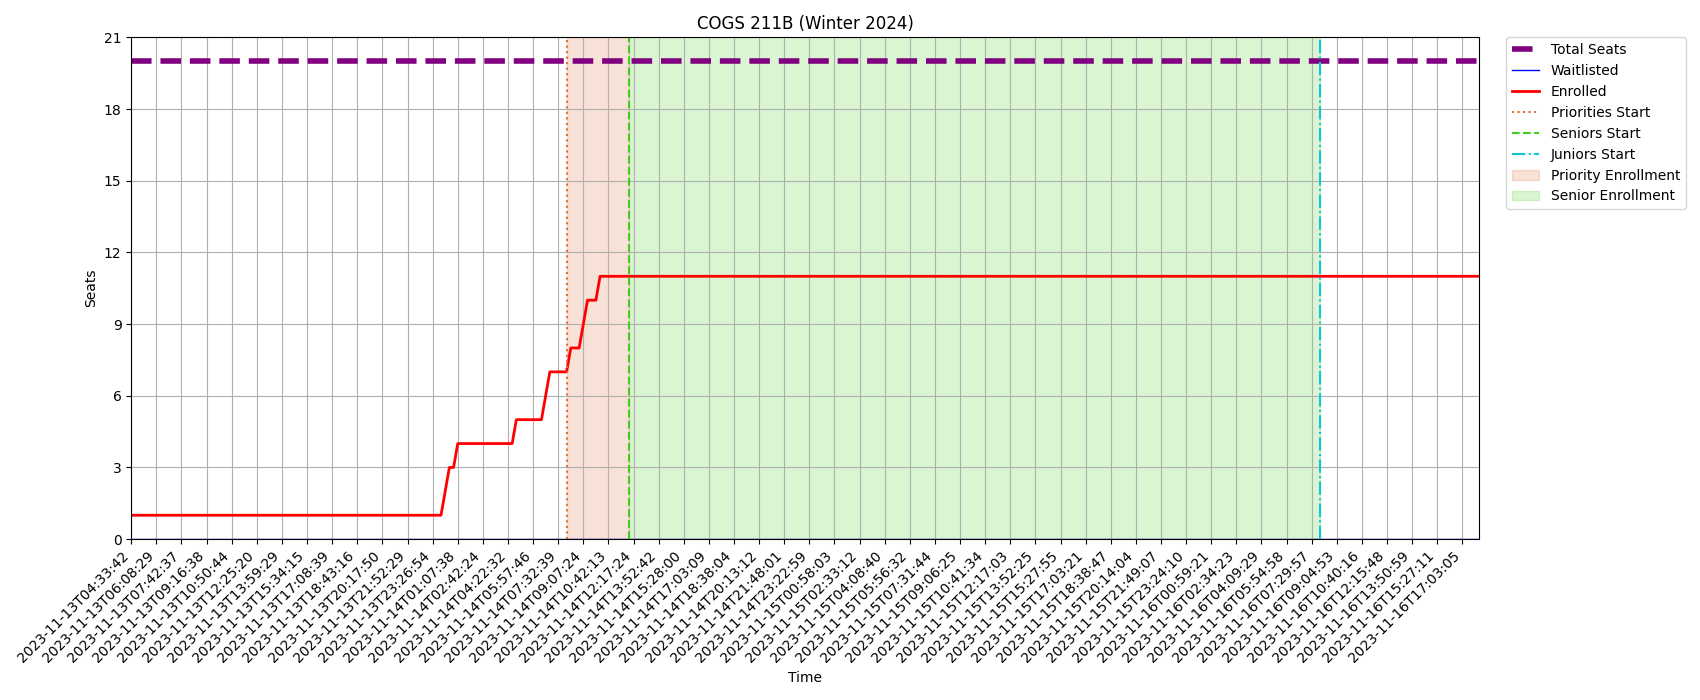 COGS 211B (Winter 2024)
21
18
15
12
9
6
3
0
Seats
Total Seats
Waitlisted
Enrolled
Priorities Start
Seniors Start
Juniors Start
Priority Enrollment
Senior Enrollment
2023-11-13T04:33:42
2023-11-13T06:08:29
2023-11-13T07:42:37
2023-11-13T09:16:38
2023-11-13T10:50:44
2023-11-13T12:25:20
2023-11-13T13:59:29
2023-11-13T15:34:15
2023-11-13T17:08:39
2023-11-13T18:43:16
2023-11-13T20:17:50
2023-11-13T21:52:29
2023-11-13T23:26:54
2023-11-14T01:07:38
2023-11-14T02:42:24
2023-11-14T04:22:32
2023-11-14T05:57:46
2023-11-14T07:32:39
2023-11-14T09:07:24
2023-11-14T10:42:13
2023-11-14T12:17:24
2023-11-14T13:52:42
2023-11-14T15:28:00
2023-11-14T17:03:09
2023-11-14T18:38:04
2023-11-14T20:13:12
2023-11-14T21:48:01
2023-11-14T23:22:59
2023-11-15T00:58:03
2023-11-15T02:33:12
2023-11-15T04:08:40
2023-11-15T05:56:32
2023-11-15T07:31:44
2023-11-15T09:06:25
2023-11-15T10:41:34
2023-11-15T12:17:03
2023-11-15T13:52:25
2023-11-15T15:27:55
2023-11-15T17:03:21
2023-11-15T18:38:47
2023-11-15T20:14:04
2023-11-15T21:49:07
2023-11-15T23:24:10
2023-11-16T00:59:21
2023-11-16T02:34:23
2023-11-16T04:09:29
2023-11-16T05:54:58
2023-11-16T07:29:57
2023-11-16T09:04:53
2023-11-16T10:40:16
2023-11-16T12:15:48
2023-11-16T13:50:59
2023-11-16T15:27:11
2023-11-16T17:03:05
Time